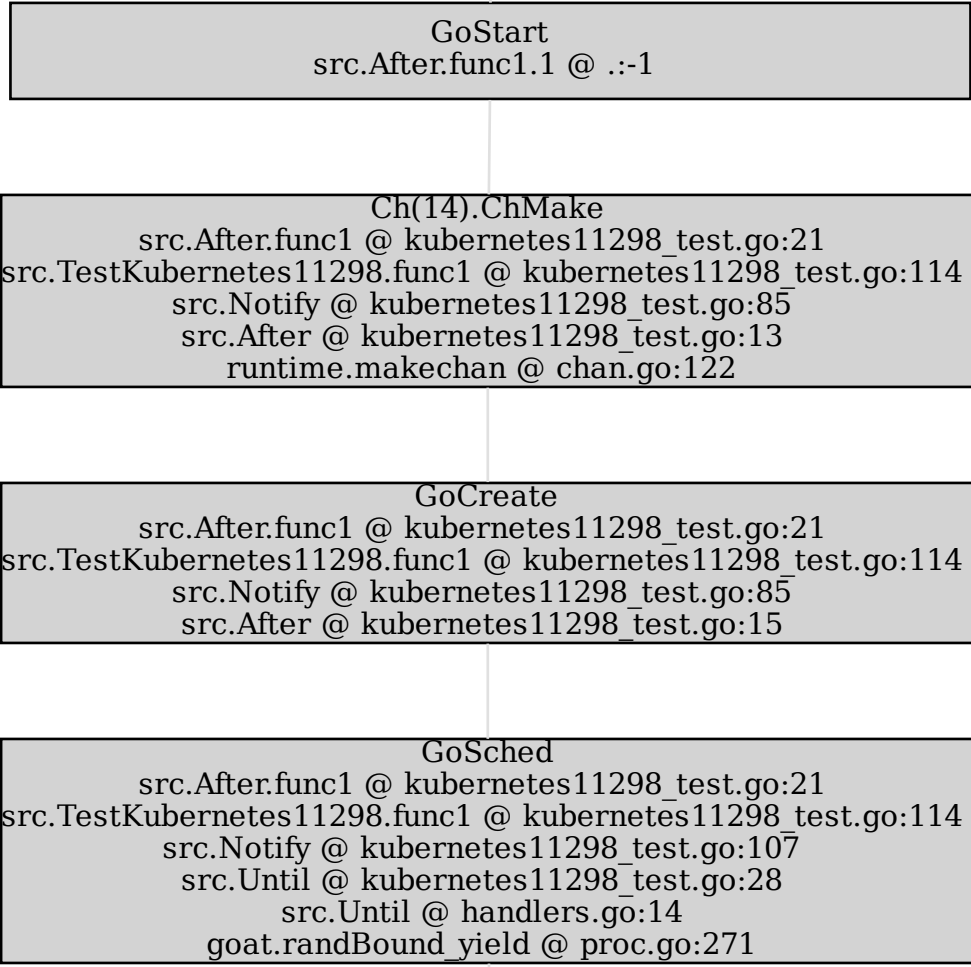 GoStart
src.After.func1.1 @ .:-1
Ch(14).ChMake
src.After.func1 @ kubernetes11298_test.go:21
src.TestKubernetes11298.func1 @ kubernetes11298_test.go:114
src.Notify @ kubernetes11298_test.go:85
src.After @ kubernetes11298_test.go:13
runtime.makechan @ chan.go:122
GoCreate
src.After.func1 @ kubernetes11298_test.go:21
src.TestKubernetes11298.func1 @ kubernetes11298_test.go:114
src.Notify @ kubernetes11298_test.go:85
src.After @ kubernetes11298_test.go:15
GoSched
src.After.func1 @ kubernetes11298_test.go:21
src.TestKubernetes11298.func1 @ kubernetes11298_test.go:114
src.Notify @ kubernetes11298_test.go:107
src.Until @ kubernetes11298_test.go:28
src.Until @ handlers.go:14
goat.randBound_yield @ proc.go:271